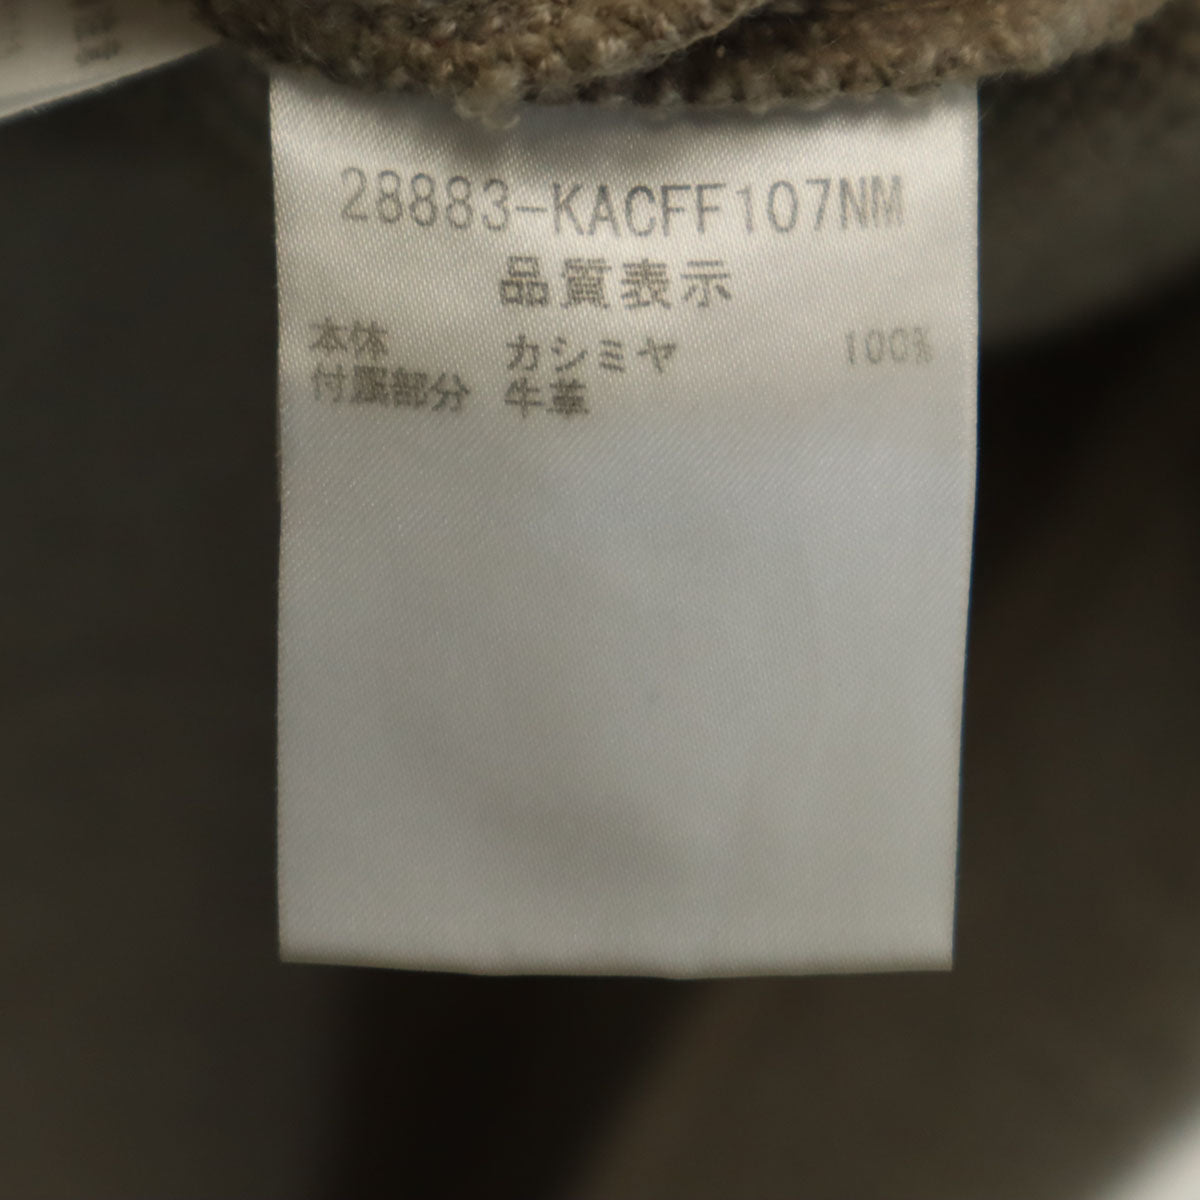 28883-KACFF107NM
品質表示
本体 カシミヤ 100%
付属部分 牛革